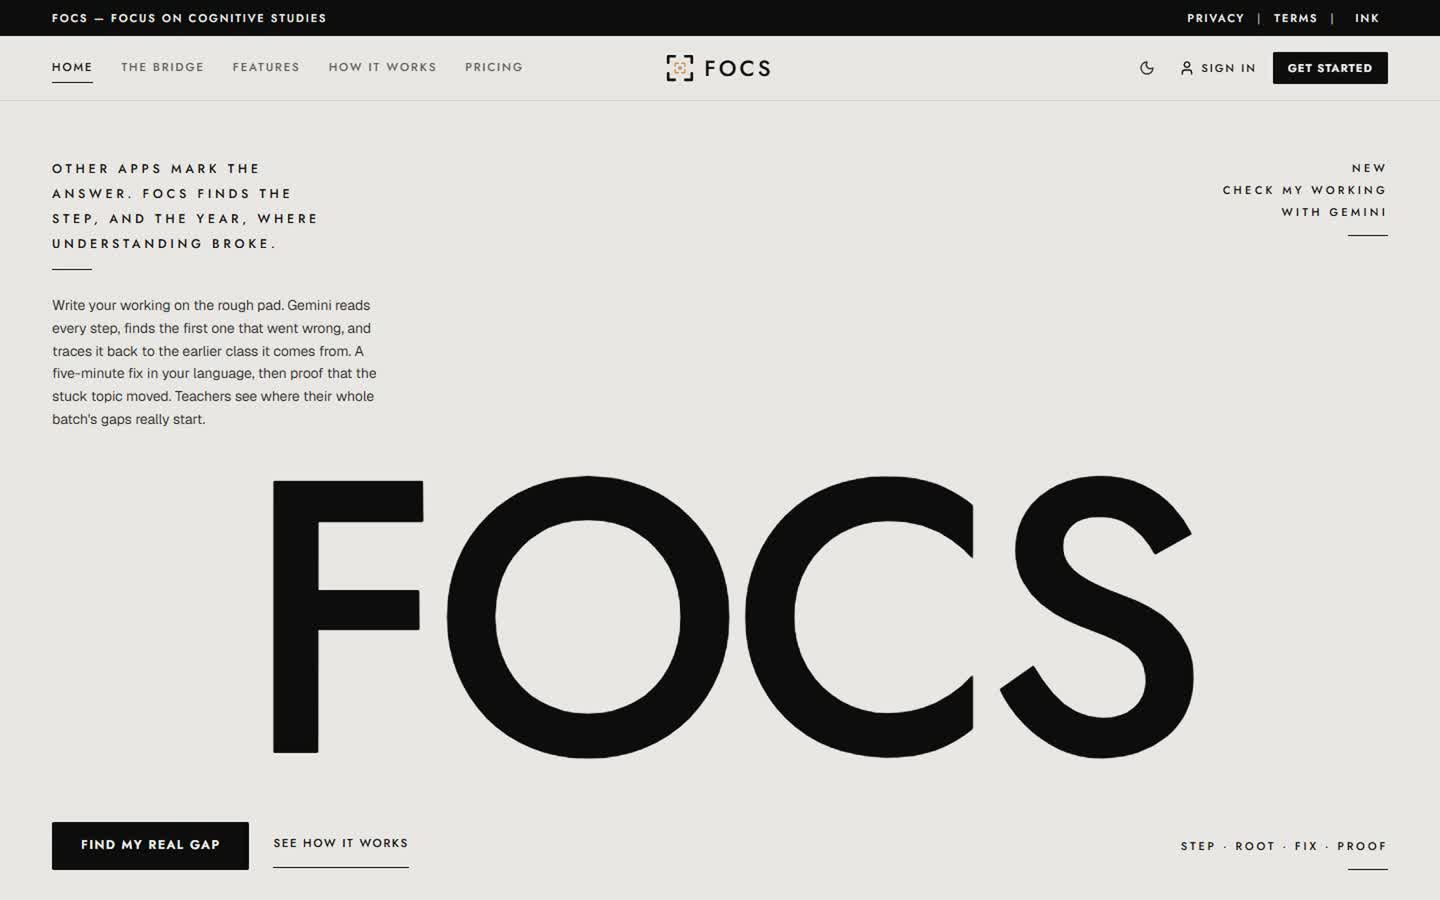 FOCS — FOCUS ON COGNITIVE STUDIES
PRIVACY | TERMS | INK
HOME THE BRIDGE FEATURES HOW IT WORKS PRICING
FOCS
SIGN IN
GET STARTED
OTHER APPS MARK THE
ANSWER. FOCS FINDS THE
STEP, AND THE YEAR, WHERE
UNDERSTANDING BROKE.
NEW
CHECK MY WORKING
WITH GEMINI
Write your working on the rough pad. Gemini reads
every step, finds the first one that went wrong, and
traces it back to the earlier class it comes from. A
five-minute fix in your language, then proof that the
stuck topic moved. Teachers see where their whole
batch's gaps really start.
FOCS
FIND MY REAL GAP
SEE HOW IT WORKS
STEP · ROOT · FIX · PROOF